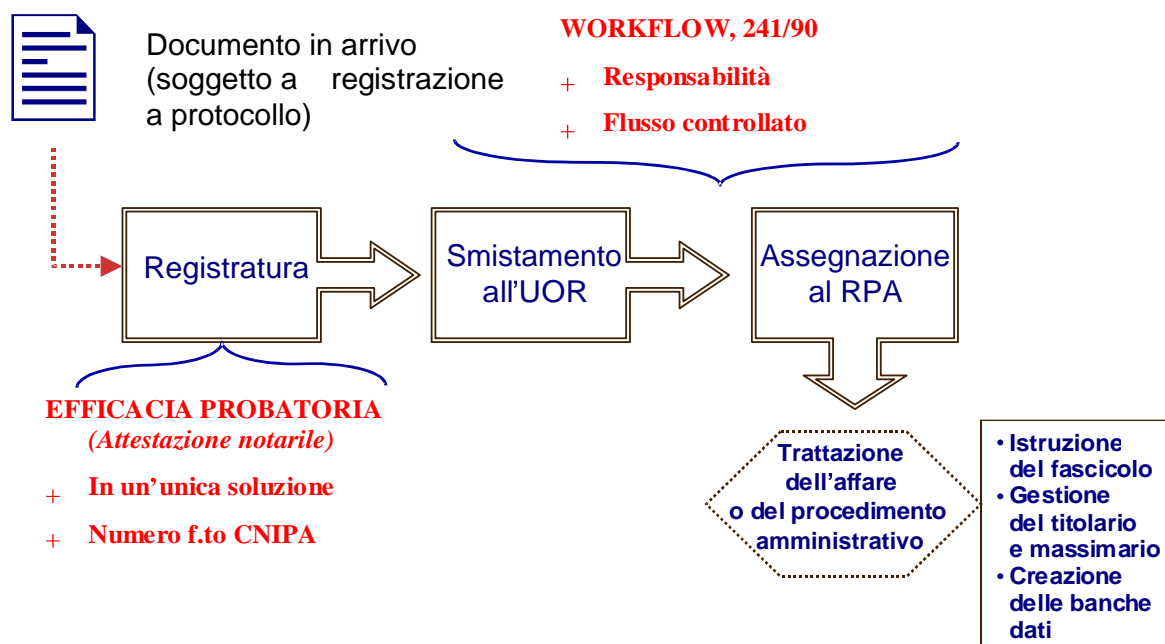 Documento in arrivo
(soggetto a registrazione
a protocollo)
WORKFLOW, 241/90
+ Responsabilità
+ Flusso controllato
Registratura
Smistamento
all'UOR
Assegnazione
al RPA
EFFICACIA PROBATORIA
(Attestazione notarile)
+ In un'unica soluzione
+ Numero f.to CNIPA
Trattazione
dell'affare
o del procedimento
amministrativo
• Istruzione
del fascicolo
• Gestione
del titolario
e massimario
• Creazione
delle banche
dati